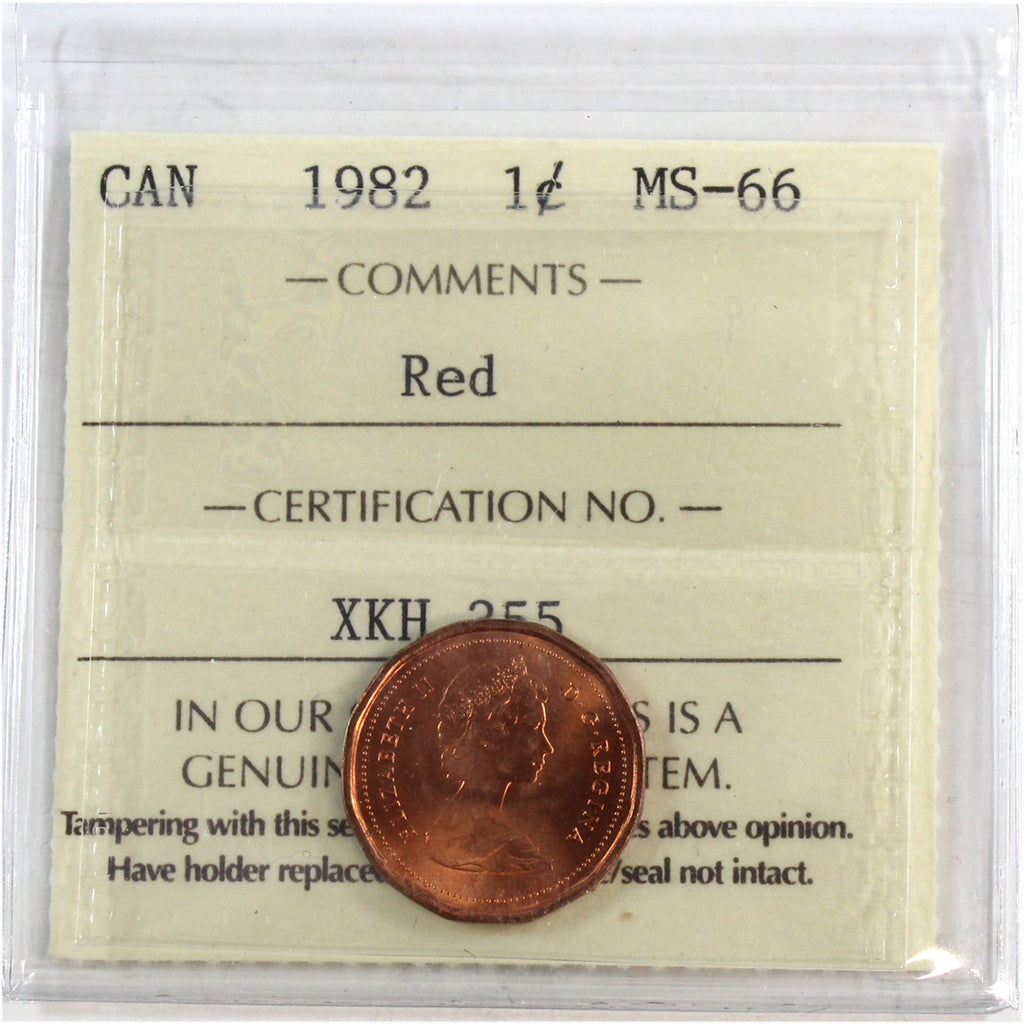 CAN 1982 1¢ MS-66
— COMMENTS —
Red
— CERTIFICATION NO. —
XKH 355
IN OUR S IS A
GENUIN TEM.
Tampering with this se s above opinion.
Have holder replace /seal not intact.
ELIZABETH II D·G·REGINA